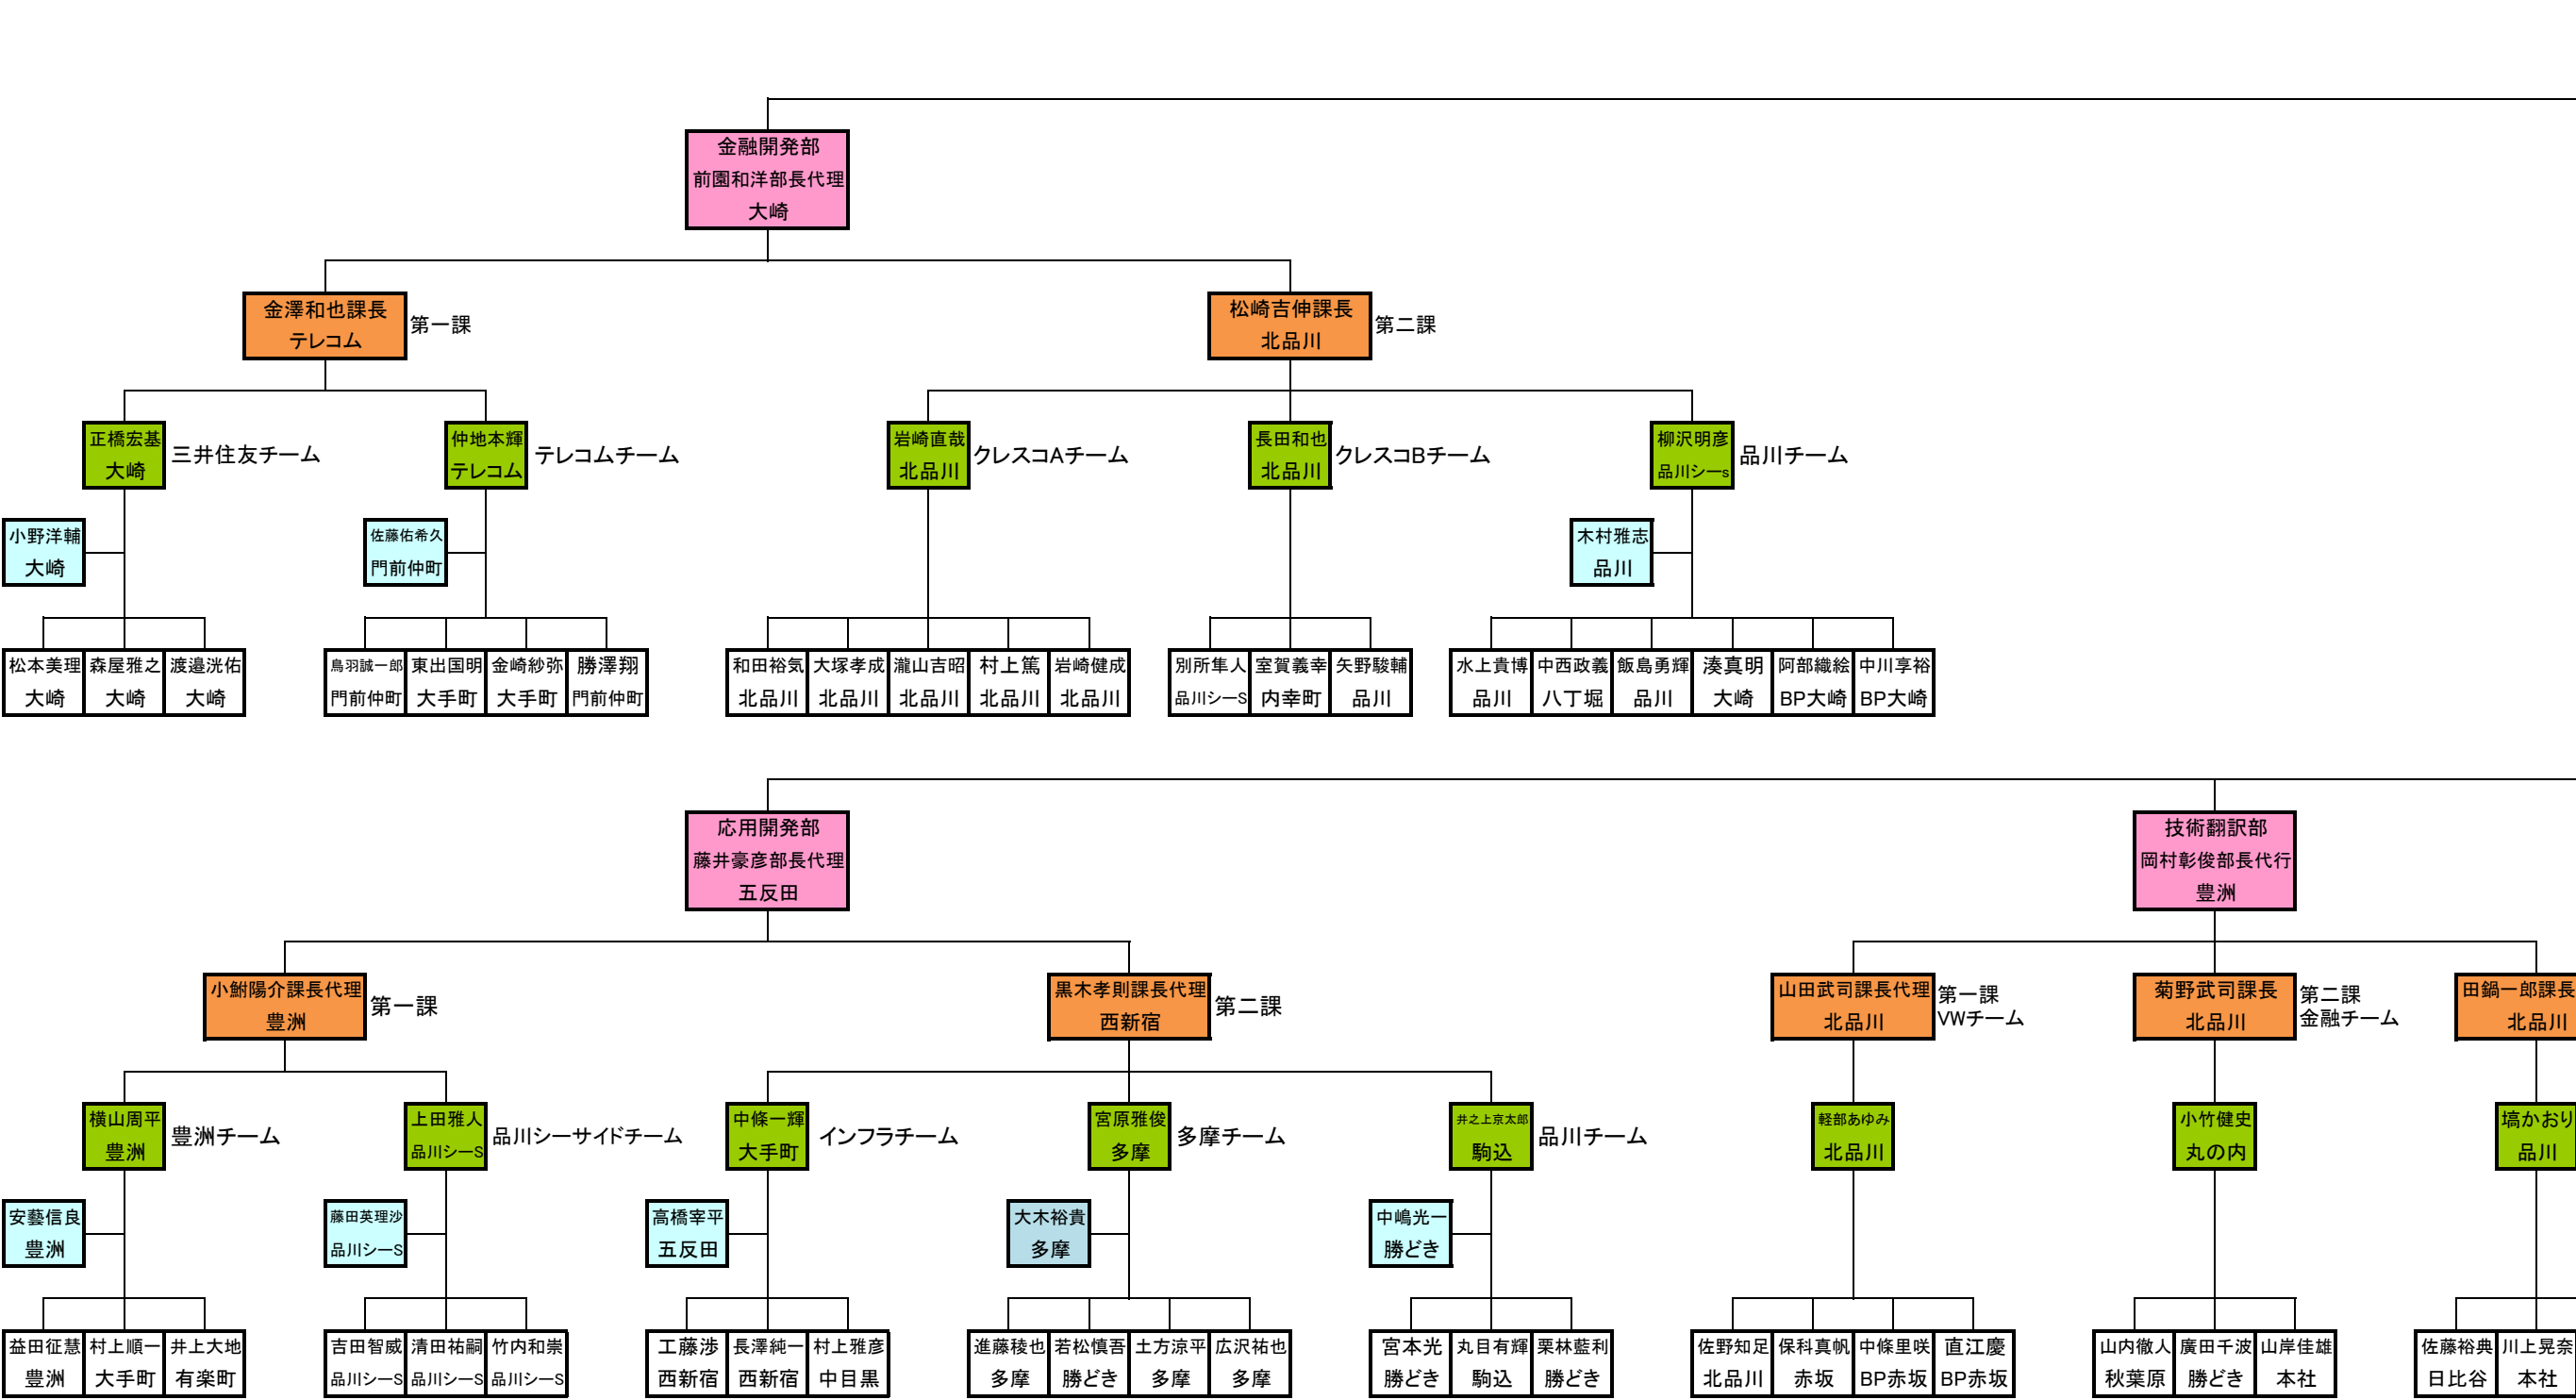 金融開発部
前園和洋部長代理
大崎
金澤和也課長
テレコム
第一課
松崎吉伸課長
北品川
第二課
正橋宏基
大崎
三井住友チーム
仲地本輝
テレコム
テレコムチーム
岩崎直哉
北品川
クレスコAチーム
長田和也
北品川
クレスコBチーム
柳沢明彦
品川シーs
品川チーム
小野洋輔
大崎
佐藤佑希久
門前仲町
木村雅志
品川
松本美理
大崎
森屋雅之
大崎
渡邉洸佑
大崎
鳥羽誠一郎
門前仲町
東出国明
大手町
金崎紗弥
大手町
勝澤翔
門前仲町
和田裕気
北品川
大塚孝成
北品川
瀧山吉昭
北品川
村上篤
北品川
岩崎健成
北品川
別所隼人
品川シーS
室賀義幸
内幸町
矢野駿輔
品川
水上貴博
品川
中西政義
八丁堀
飯島勇輝
品川
湊真明
大崎
阿部織絵
BP大崎
中川享裕
BP大崎
応用開発部
藤井豪彦部長代理
五反田
技術翻訳部
岡村彰俊部長代行
豊洲
小鮒陽介課長代理
豊洲
第一課
黒木孝則課長代理
西新宿
第二課
山田武司課長代理
北品川
第一課
VWチーム
菊野武司課長
北品川
第二課
金融チーム
田鍋一郎課長
北品川
横山周平
豊洲
豊洲チーム
上田雅人
品川シーS
品川シーサイドチーム
中條一輝
大手町
インフラチーム
宮原雅俊
多摩
多摩チーム
井之上京太郎
駒込
品川チーム
軽部あゆみ
北品川
小竹健史
丸の内
塙かおり
品川
安藝信良
豊洲
藤田英理沙
品川シーS
高橋宰平
五反田
大木裕貴
多摩
中嶋光一
勝どき
益田征慧
豊洲
村上順一
大手町
井上大地
有楽町
吉田智威
品川シーS
清田祐嗣
品川シーS
竹内和崇
品川シーS
工藤渉
西新宿
長澤純一
西新宿
村上雅彦
中目黒
進藤稜也
多摩
若松慎吾
勝どき
土方涼平
多摩
広沢祐也
多摩
宮本光
勝どき
丸目有輝
駒込
栗林藍利
勝どき
佐野知足
北品川
保科真帆
赤坂
中條里咲
BP赤坂
直江慶
BP赤坂
山内徹人
秋葉原
廣田千波
勝どき
山岸佳雄
本社
佐藤裕典
日比谷
川上晃奈
本社